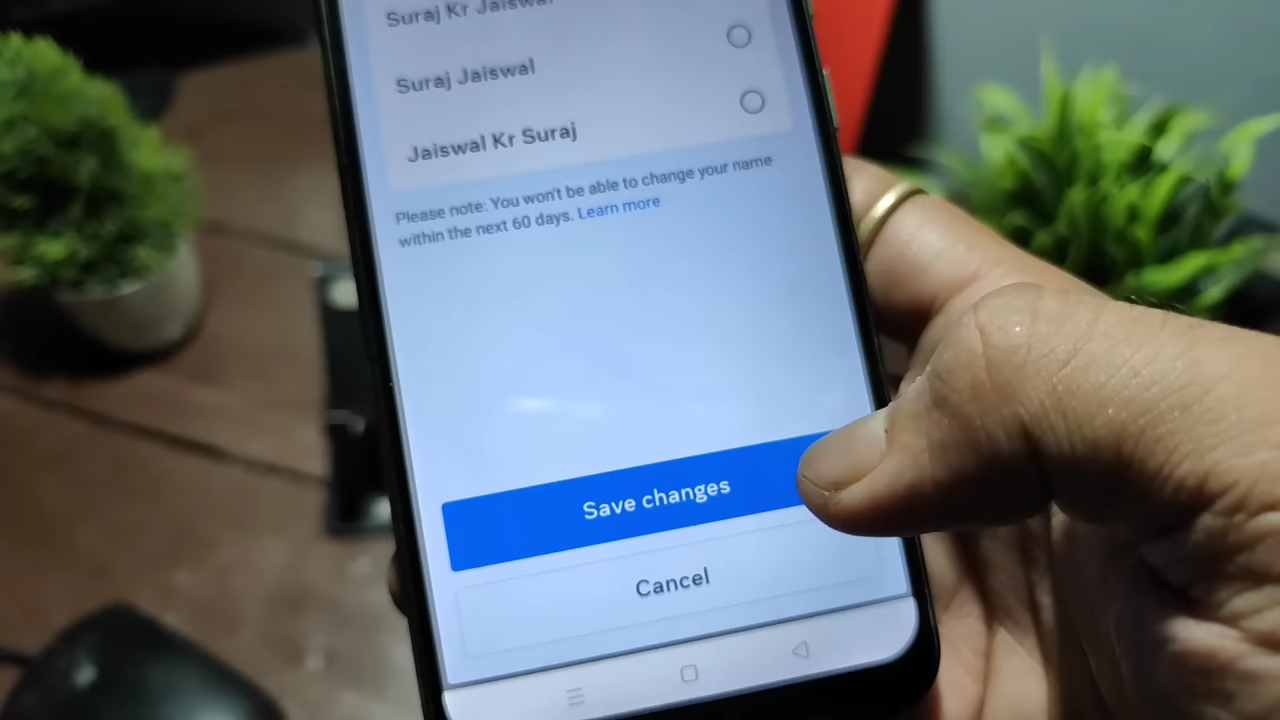 Suraj Kr Jaiswal
Suraj Jaiswal
Jaiswal Kr Suraj
Please note: You won't be able to change your name
within the next 60 days. Learn more
Save changes
Cancel